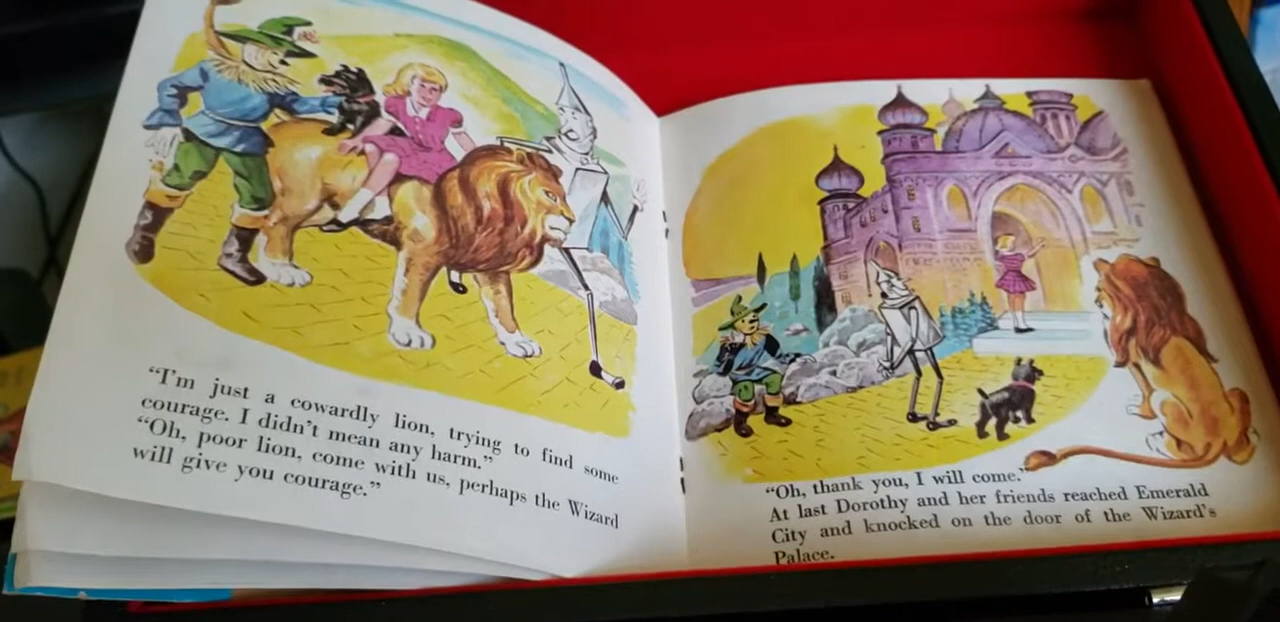 “I'm just a cowardly lion, trying to find some
courage. I didn't mean any harm.”
“Oh, poor lion, come with us, perhaps the Wizard
will give you courage.”
“Oh, thank you, I will come.”
At last Dorothy and her friends reached Emerald
City and knocked on the door of the Wizard's
Palace.